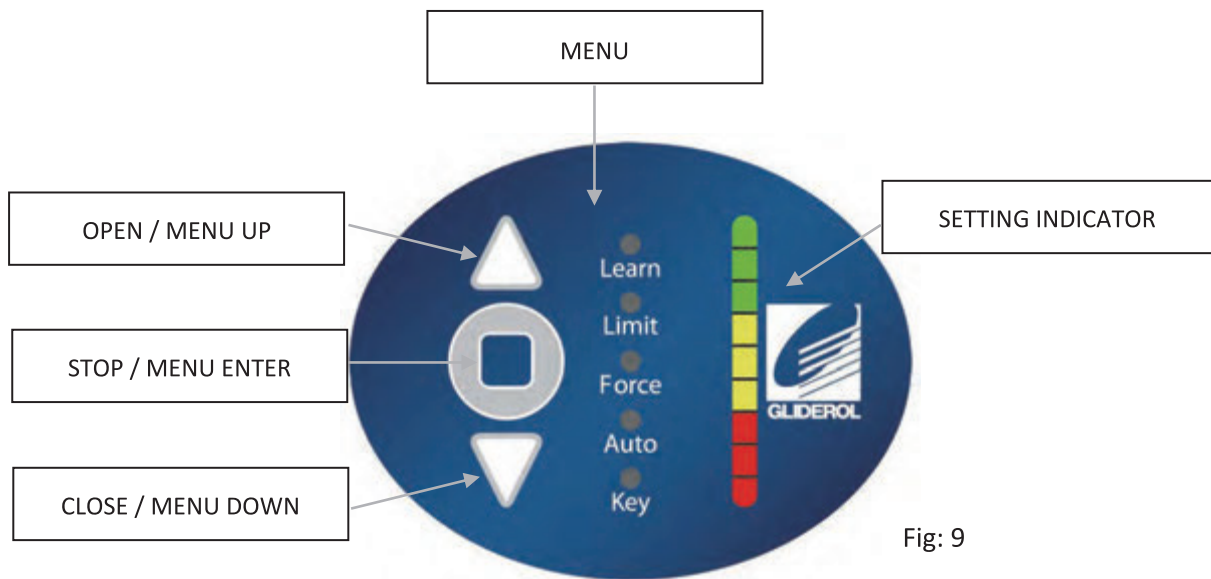 MENU
OPEN / MENU UP
STOP / MENU ENTER
CLOSE / MENU DOWN
Learn
Limit
Force
Auto
Key
SETTING INDICATOR
GLIDEROL
Fig: 9